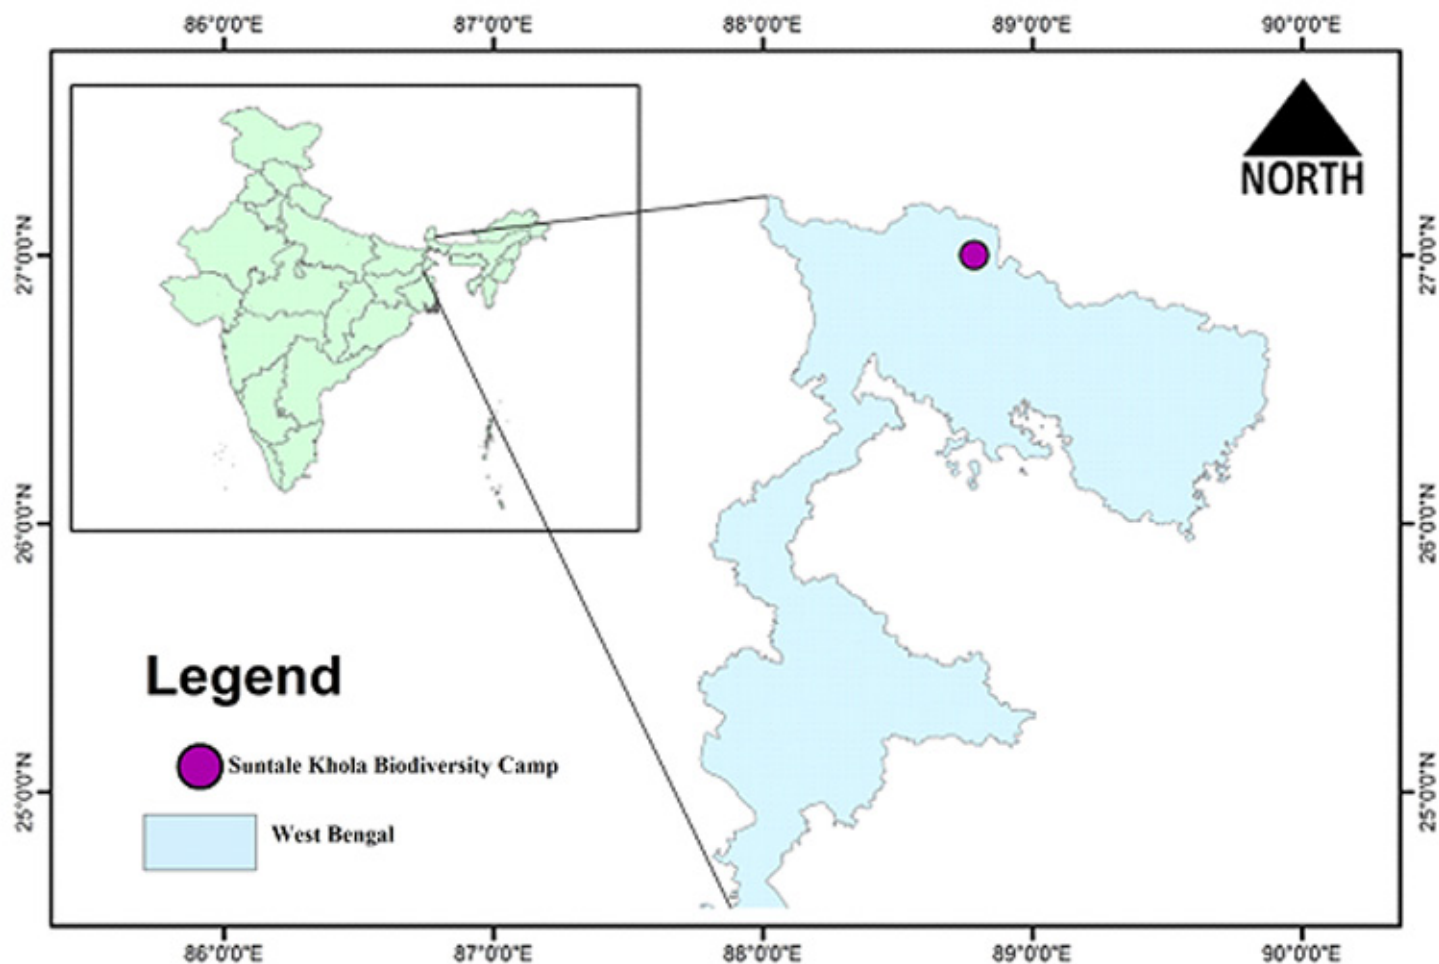 86°0'0"E 87°0'0"E 88°0'0"E 89°0'0"E 90°0'0"E
NORTH
27°0'0"N 27°0'0"N
26°0'0"N 26°0'0"N
Legend
Suntale Khola Biodiversity Camp
25°0'0"N 25°0'0"N
West Bengal
86°0'0"E 87°0'0"E 88°0'0"E 89°0'0"E 90°0'0"E